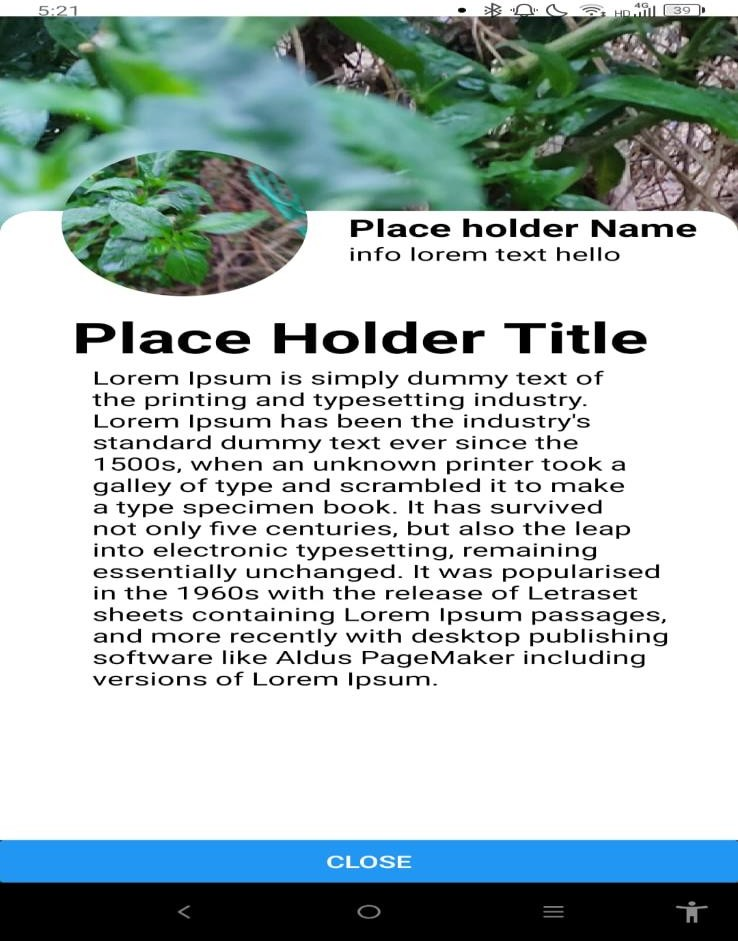 5:21
HD 4G 39
Place holder Name
info lorem text hello
Place Holder Title
Lorem Ipsum is simply dummy text of
the printing and typesetting industry.
Lorem Ipsum has been the industry's
standard dummy text ever since the
1500s, when an unknown printer took a
galley of type and scrambled it to make
a type specimen book. It has survived
not only five centuries, but also the leap
into electronic typesetting, remaining
essentially unchanged. It was popularised
in the 1960s with the release of Letraset
sheets containing Lorem Ipsum passages,
and more recently with desktop publishing
software like Aldus PageMaker including
versions of Lorem Ipsum.
CLOSE